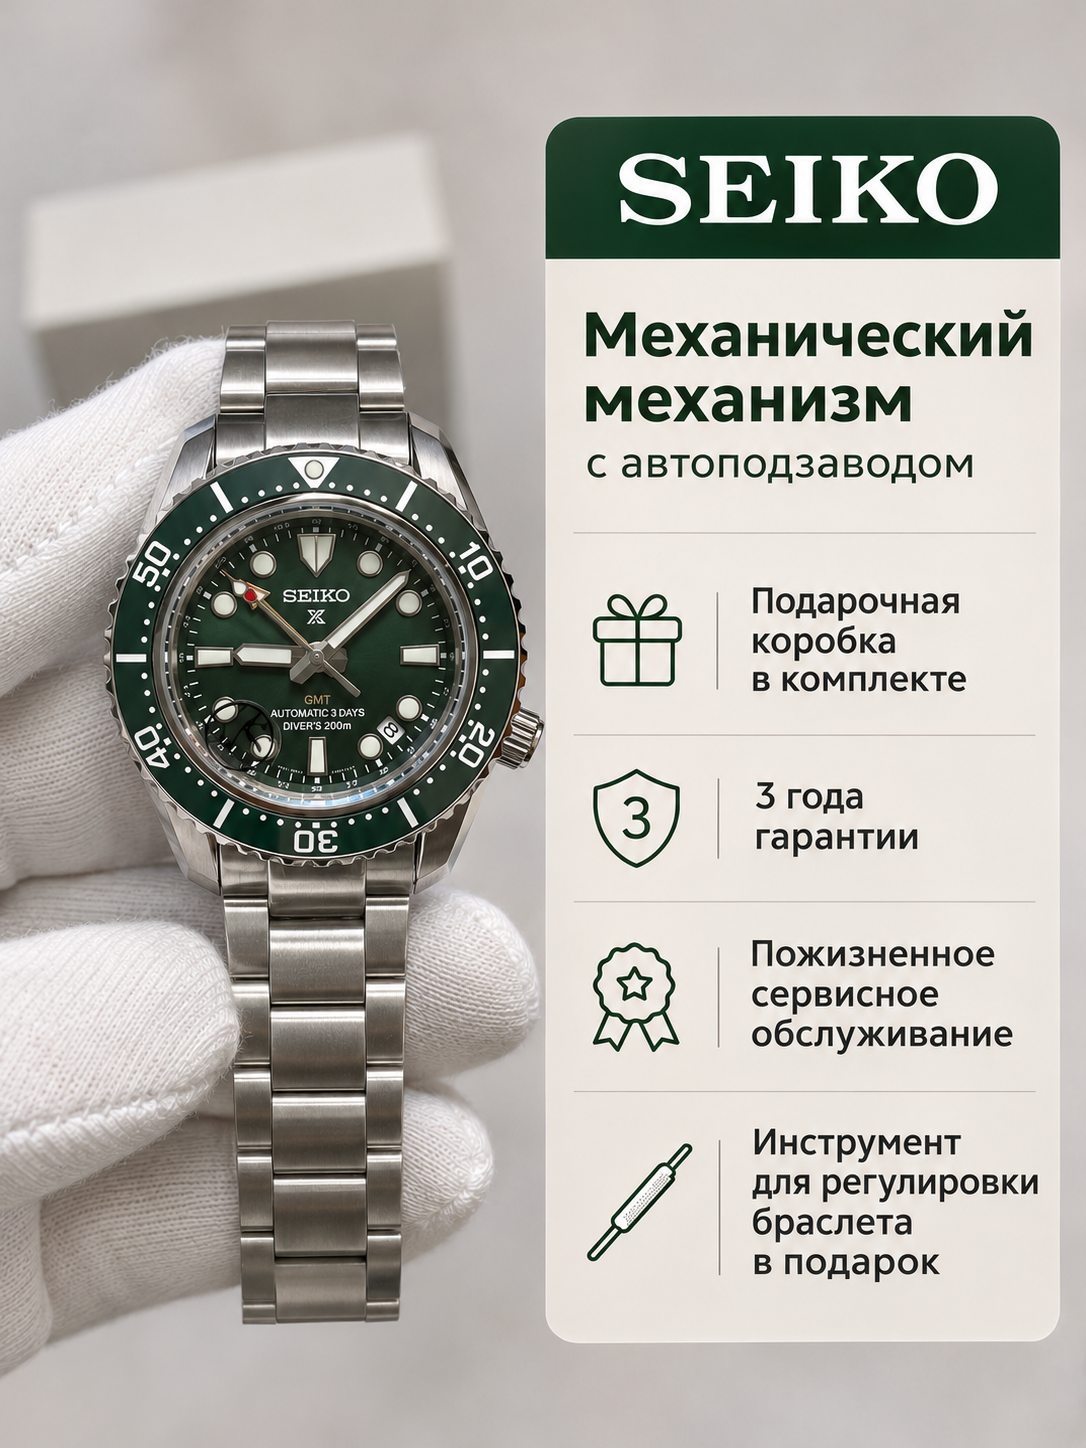 SEIKO
Механический
механизм
с автоподзаводом
Подарочная
коробка
в комплекте
3
3 года
гарантии
Пожизненное
сервисное
обслуживание
Инструмент
для регулировки
браслета
в подарок
10
20
30
40
50
SEIKO
X
GMT
AUTOMATIC 3 DAYS
DIVER'S 200m
8